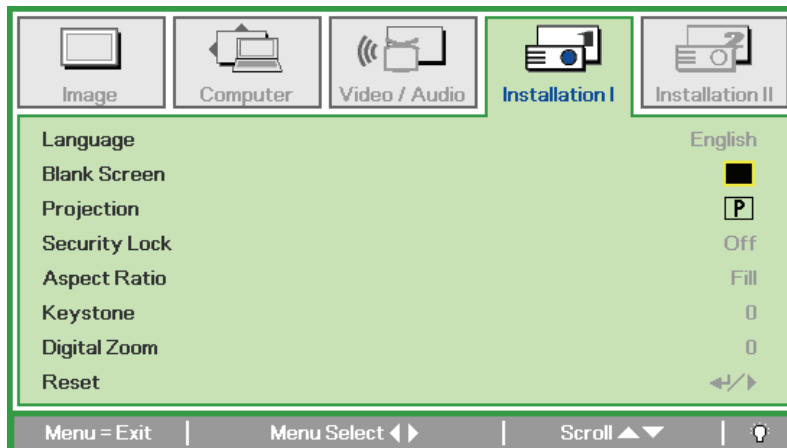 Image Computer Video / Audio Installation I Installation II
Language English
Blank Screen
Projection P
Security Lock Off
Aspect Ratio Fill
Keystone 0
Digital Zoom 0
Reset
Menu = Exit Menu Select Scroll